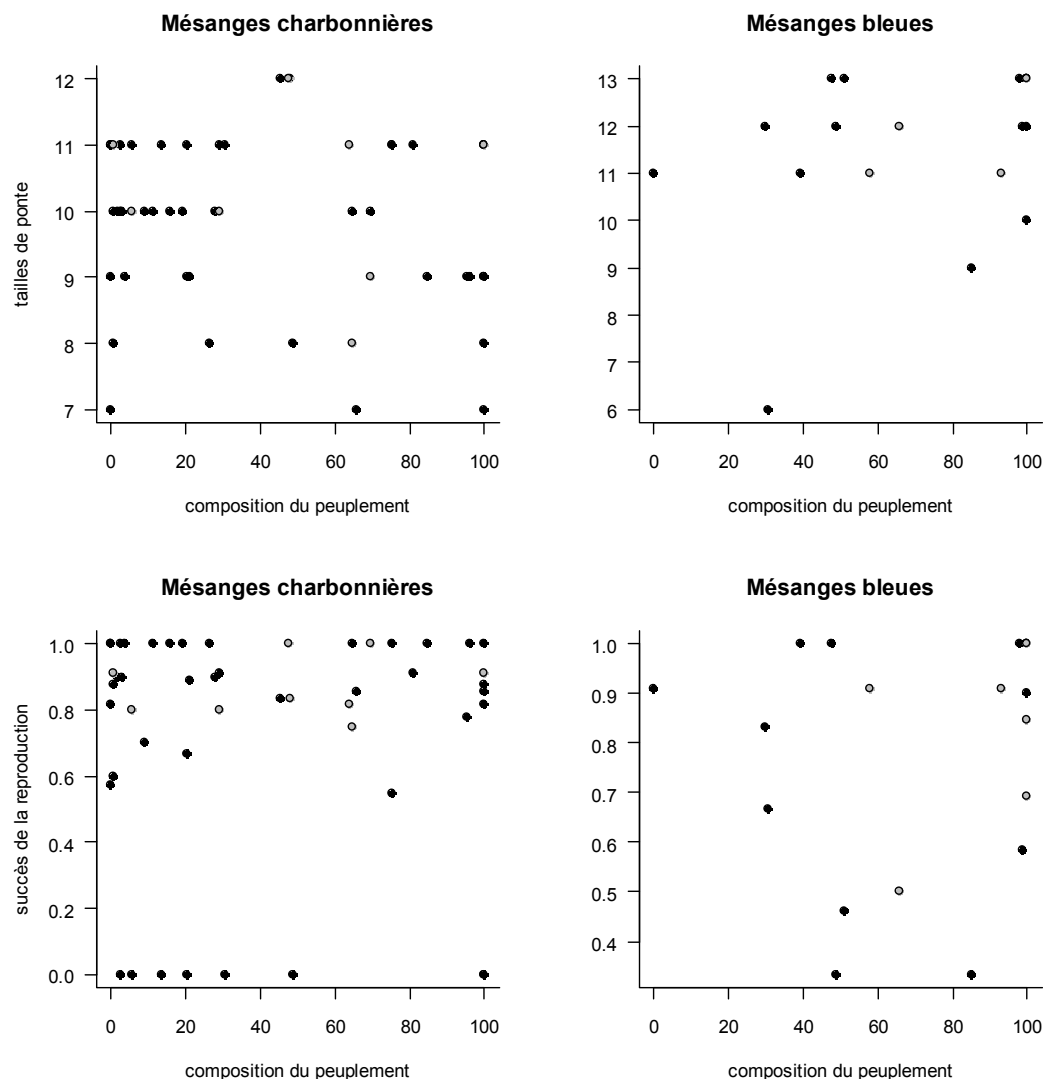 Mésanges charbonnières
12
11
10
9
8
7
tailles de ponte
0 20 40 60 80 100
composition du peuplement
Mésanges bleues
13
12
11
10
9
8
7
6
0 20 40 60 80 100
composition du peuplement
Mésanges charbonnières
1.0
0.8
0.6
0.4
0.2
0.0
succès de la reproduction
0 20 40 60 80 100
composition du peuplement
Mésanges bleues
1.0
0.9
0.8
0.7
0.6
0.5
0.4
0 20 40 60 80 100
composition du peuplement